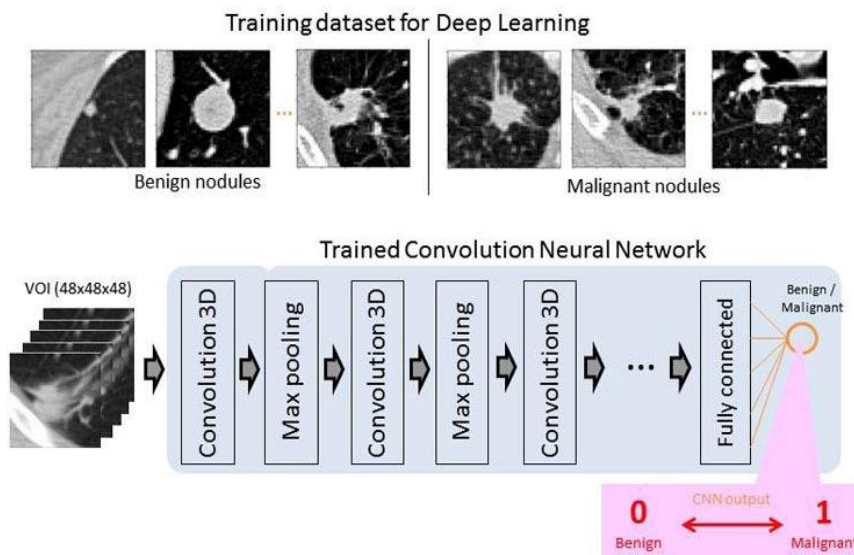 Training dataset for Deep Learning
...
Benign nodules
...
Malignant nodules
Trained Convolution Neural Network
VOI (48x48x48)
Convolution 3D
Max pooling
Convolution 3D
Max pooling
Convolution 3D
...
Fully connected
Benign /
Malignant
CNN output
0
Benign
1
Malignant